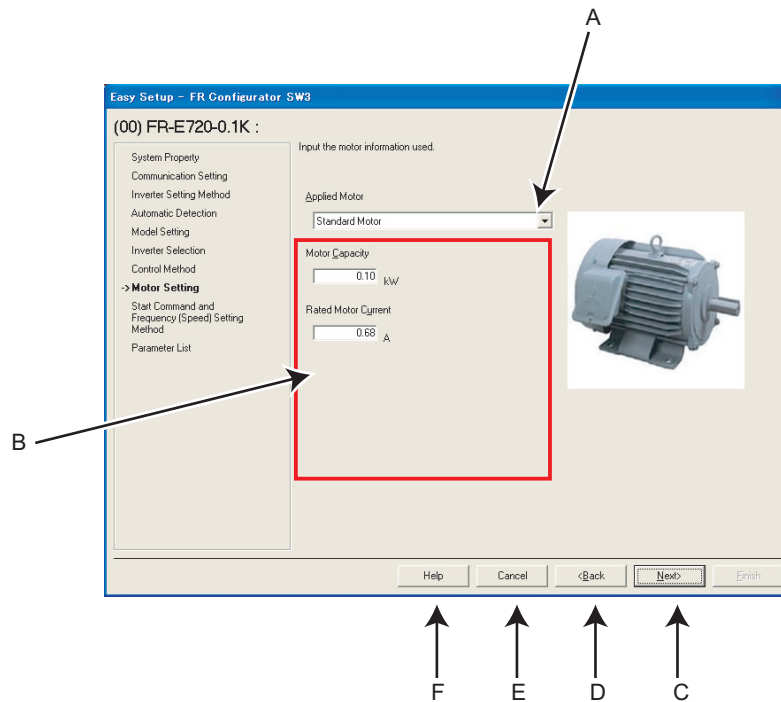 A
Easy Setup - FR Configurator SW3
(00) FR-E720-0.1K :
System Property
Communication Setting
Inverter Setting Method
Automatic Detection
Model Setting
Inverter Selection
Control Method
->Motor Setting
Start Command and
Frequency (Speed) Setting
Method
Parameter List
Input the motor information used.
Applied Motor
Standard Motor
Motor Capacity
0.10 kW
Rated Motor Current
0.68 A
B
Help Cancel <Back Next> Finish
F E D C